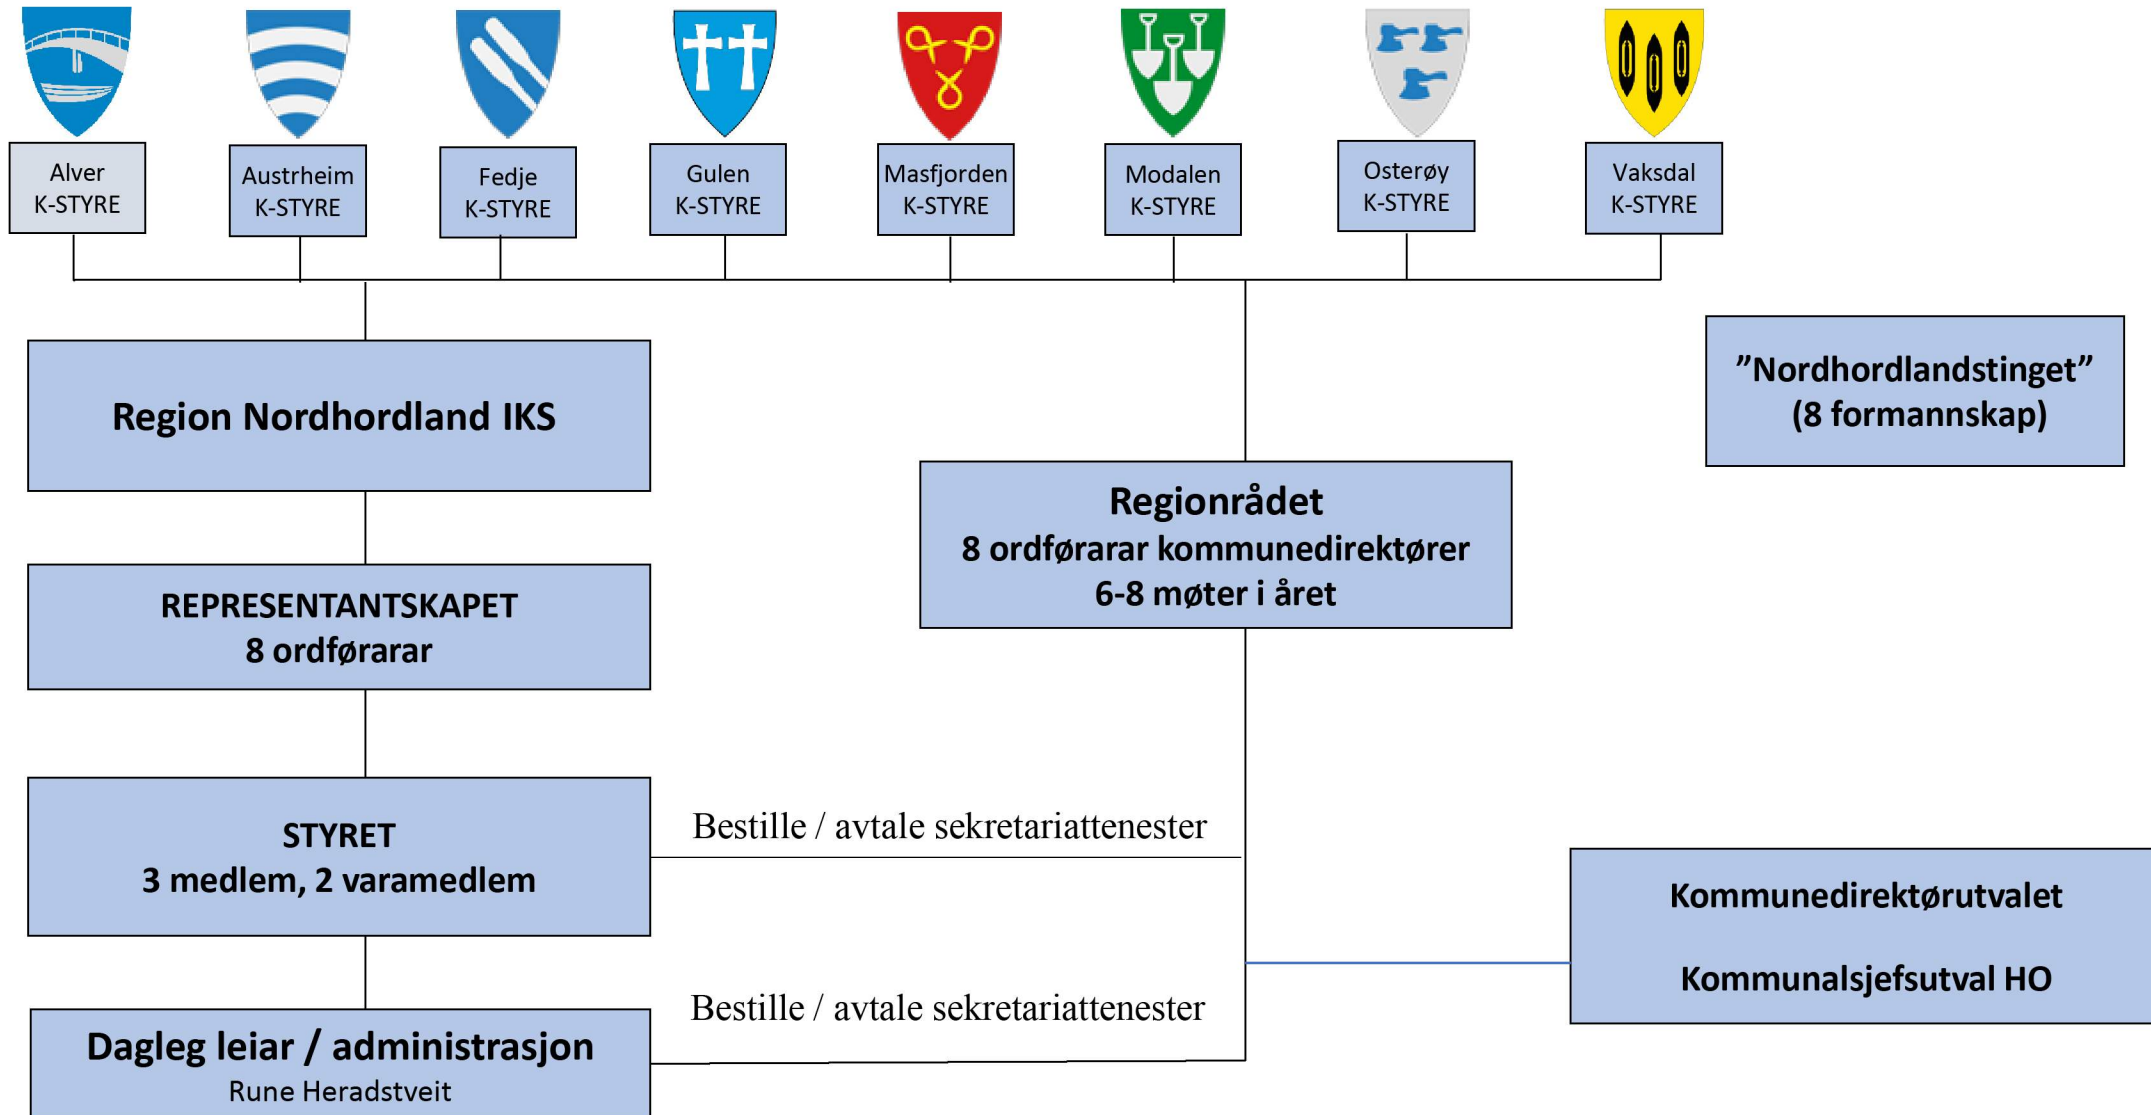 Alver
K-STYRE
Austrheim
K-STYRE
Fedje
K-STYRE
Gulen
K-STYRE
Masfjorden
K-STYRE
Modalen
K-STYRE
Osterøy
K-STYRE
Vaksdal
K-STYRE
Region Nordhordland IKS
”Nordhordlandstinget”
(8 formannskap)
Regionrådet
8 ordførarar kommunedirektører
6-8 møter i året
REPRESENTANTSKAPET
8 ordførarar
STYRET
3 medlem, 2 varamedlem
Bestille / avtale sekretariattenester
Kommunedirektørutvalet
Kommunalsjefsutval HO
Bestille / avtale sekretariattenester
Dagleg leiar / administrasjon
Rune Heradstveit